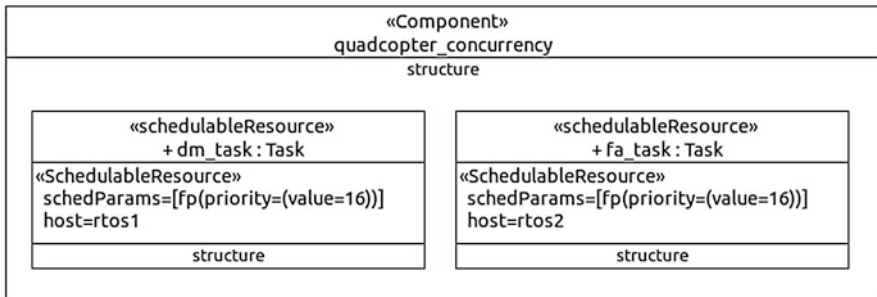 «Component»
quadcopter_concurrency
structure
«schedulableResource»
+ dm_task : Task
«SchedulableResource»
schedParams=[fp(priority=(value=16))]
host=rtos1
structure
«schedulableResource»
+ fa_task : Task
«SchedulableResource»
schedParams=[fp(priority=(value=16))]
host=rtos2
structure